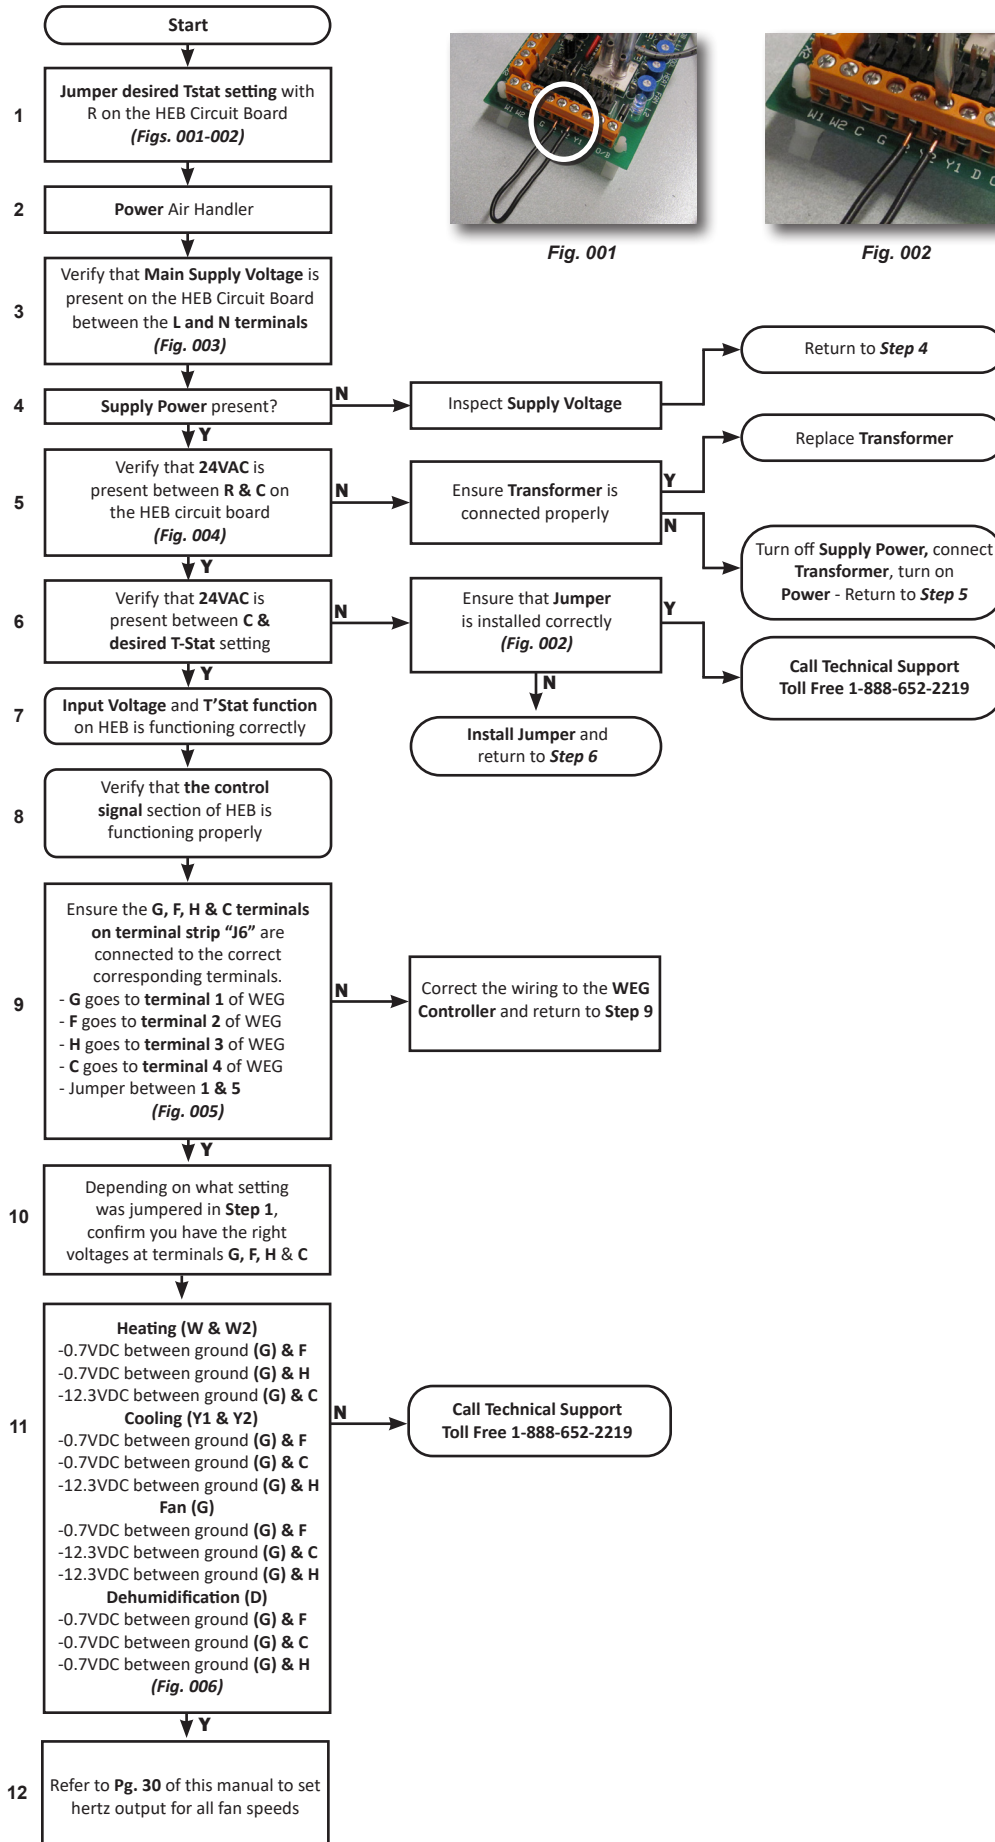 Start
1
Jumper desired Tstat setting with
R on the HEB Circuit Board
(Figs. 001-002)
2
Power Air Handler
3
Verify that Main Supply Voltage is
present on the HEB Circuit Board
between the L and N terminals
(Fig. 003)
4
Supply Power present?
N
Inspect Supply Voltage
Return to Step 4
Y
5
Verify that 24VAC is
present between R & C on
the HEB circuit board
(Fig. 004)
N
Ensure Transformer is
connected properly
Y
Replace Transformer
N
Turn off Supply Power, connect
Transformer, turn on
Power - Return to Step 5
Y
6
Verify that 24VAC is
present between C &
desired T-Stat setting
N
Ensure that Jumper
is installed correctly
(Fig. 002)
Y
Call Technical Support
Toll Free 1-888-652-2219
N
Install Jumper and
return to Step 6
Y
7
Input Voltage and T'Stat function
on HEB is functioning correctly
8
Verify that the control
signal section of HEB is
functioning properly
9
Ensure the G, F, H & C terminals
on terminal strip “J6” are
connected to the correct
corresponding terminals.
- G goes to terminal 1 of WEG
- F goes to terminal 2 of WEG
- H goes to terminal 3 of WEG
- C goes to terminal 4 of WEG
- Jumper between 1 & 5
(Fig. 005)
N
Correct the wiring to the WEG
Controller and return to Step 9
Y
10
Depending on what setting
was jumpered in Step 1,
confirm you have the right
voltages at terminals G, F, H & C
11
Heating (W & W2)
-0.7VDC between ground (G) & F
-0.7VDC between ground (G) & H
-12.3VDC between ground (G) & C
Cooling (Y1 & Y2)
-0.7VDC between ground (G) & F
-0.7VDC between ground (G) & C
-12.3VDC between ground (G) & H
Fan (G)
-0.7VDC between ground (G) & F
-12.3VDC between ground (G) & C
-12.3VDC between ground (G) & H
Dehumidification (D)
-0.7VDC between ground (G) & F
-0.7VDC between ground (G) & C
-0.7VDC between ground (G) & H
(Fig. 006)
N
Call Technical Support
Toll Free 1-888-652-2219
Y
12
Refer to Pg. 30 of this manual to set
hertz output for all fan speeds
W1 W2 G Y1 O/B
HEAT FAN
Fig. 001
X2
W1 W2 C G Y1 D
Fig. 002